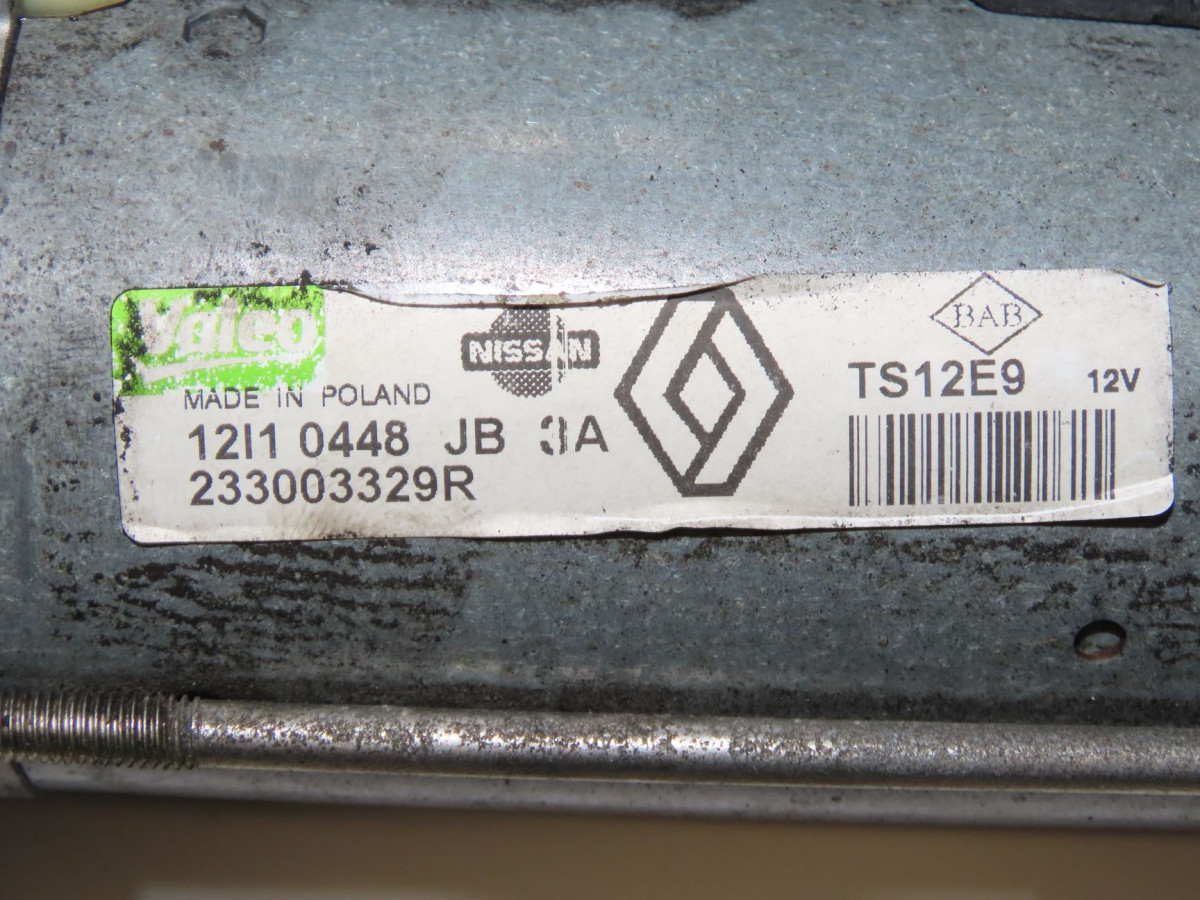 Valeo
MADE IN POLAND
NISSAN
BAB
TS12E9 12V
12I1 0448 JB 3A
233003329R